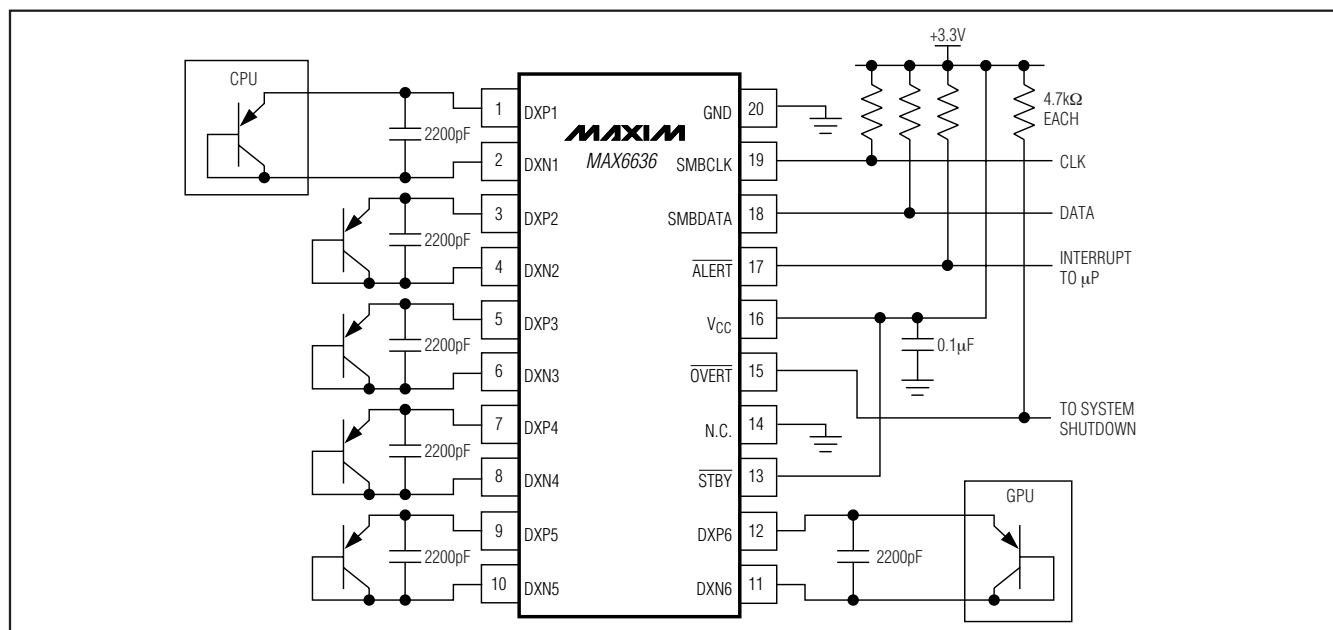 CPU
2200pF
1
DXP1
2
DXN1
2200pF
3
DXP2
4
DXN2
2200pF
5
DXP3
6
DXN3
2200pF
7
DXP4
8
DXN4
2200pF
9
DXP5
10
DXN5
MAXIM
MAX6636
GND
20
SMBCLK
19
SMBDATA
18
ALERT
17
VCC
16
OVERT
15
N.C.
14
STBY
13
DXP6
12
DXN6
11
+3.3V
4.7kΩ
EACH
CLK
DATA
INTERRUPT
TO μP
0.1μF
TO SYSTEM
SHUTDOWN
GPU
2200pF